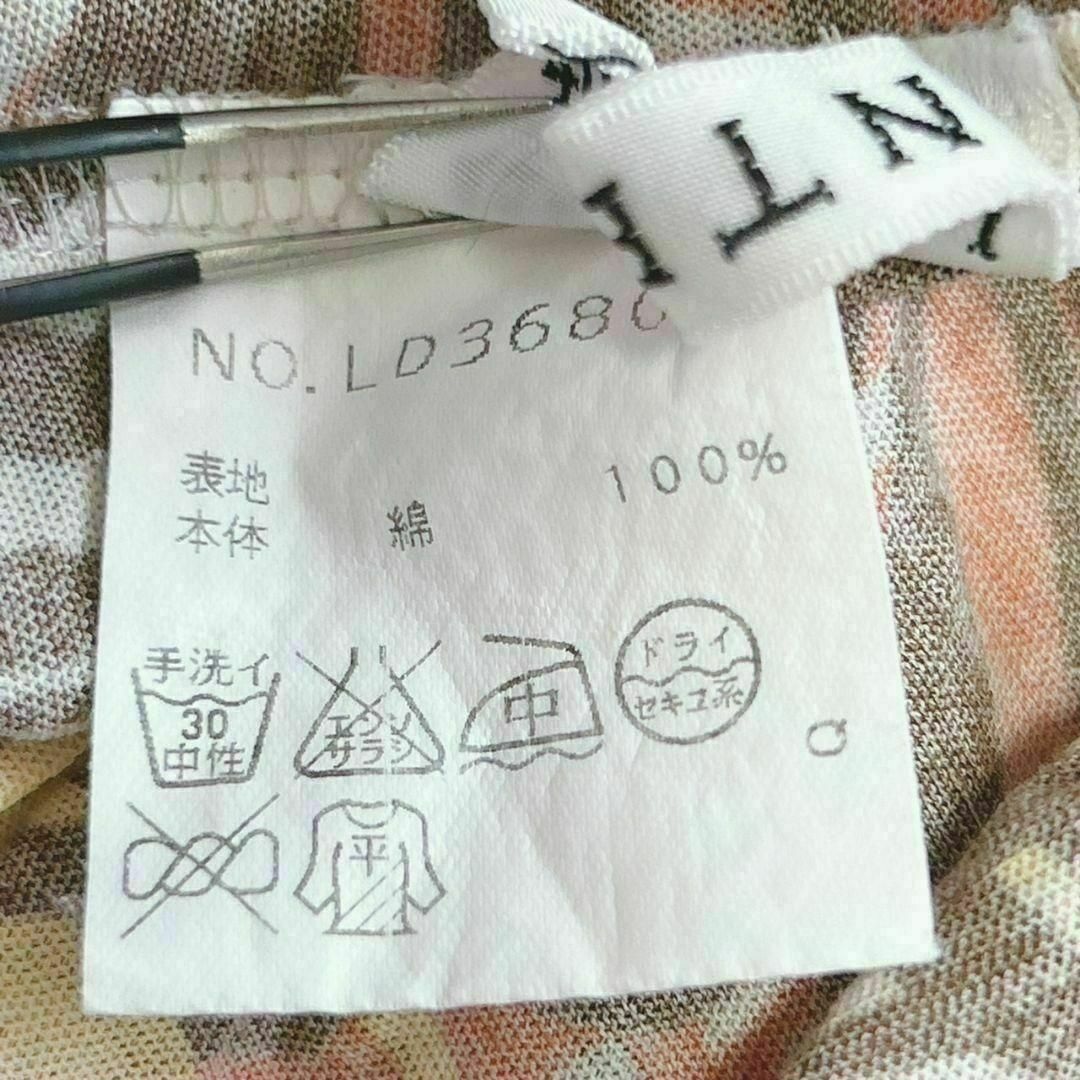 NO.LD368
表地
本体 綿 100%
手洗イ
30
中性
エンソ
サラシ
中
ドライ
セキユ系
Q
平